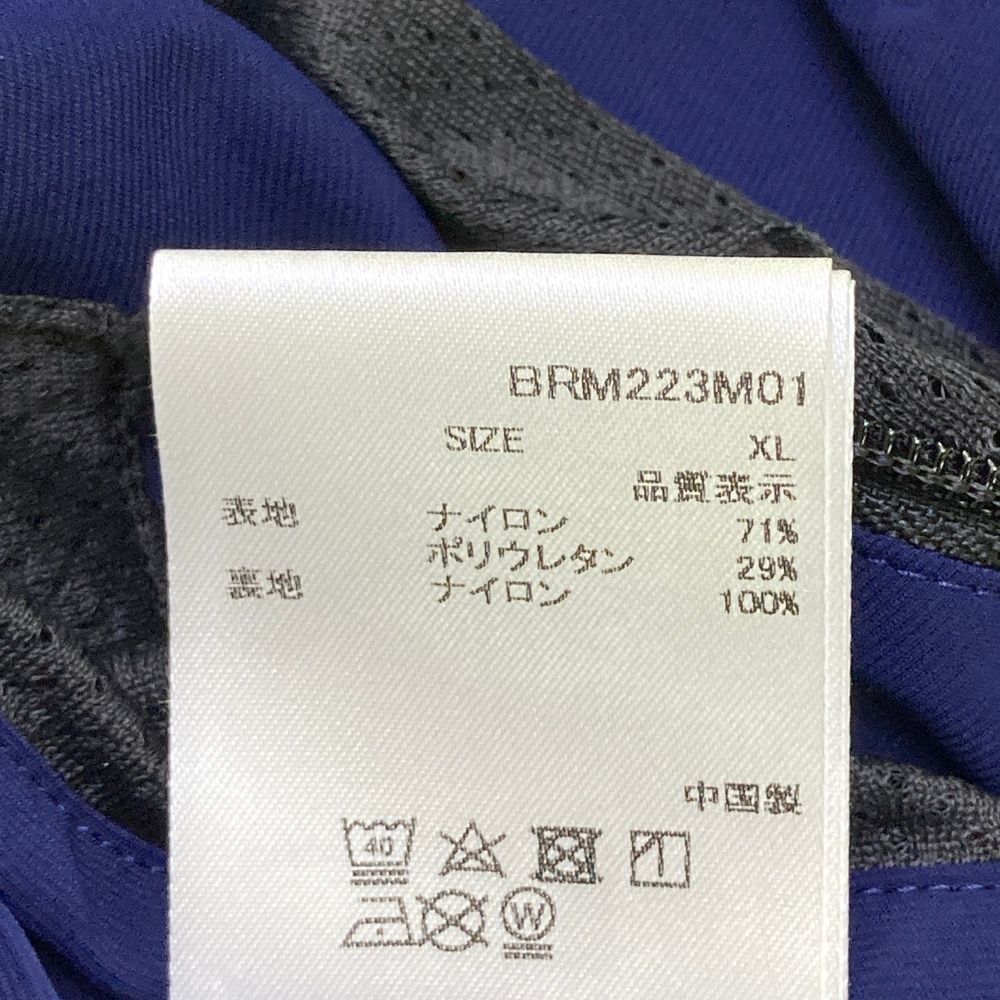 BRM223M01
SIZE XL
品質表示
表地 ナイロン 71%
ポリウレタン 29%
裏地 ナイロン 100%
中国製
40
W